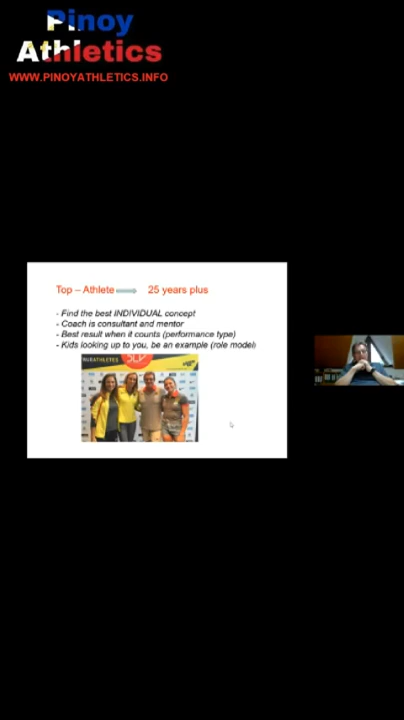 Pinoy
Athletics
WWW.PINOYATHLETICS.INFO
Top – Athlete 25 years plus
- Find the best INDIVIDUAL concept
- Coach is consultant and mentor
- Best result when it counts (performance type)
- Kids looking up to you, be an example (role model)
OURATHLETES